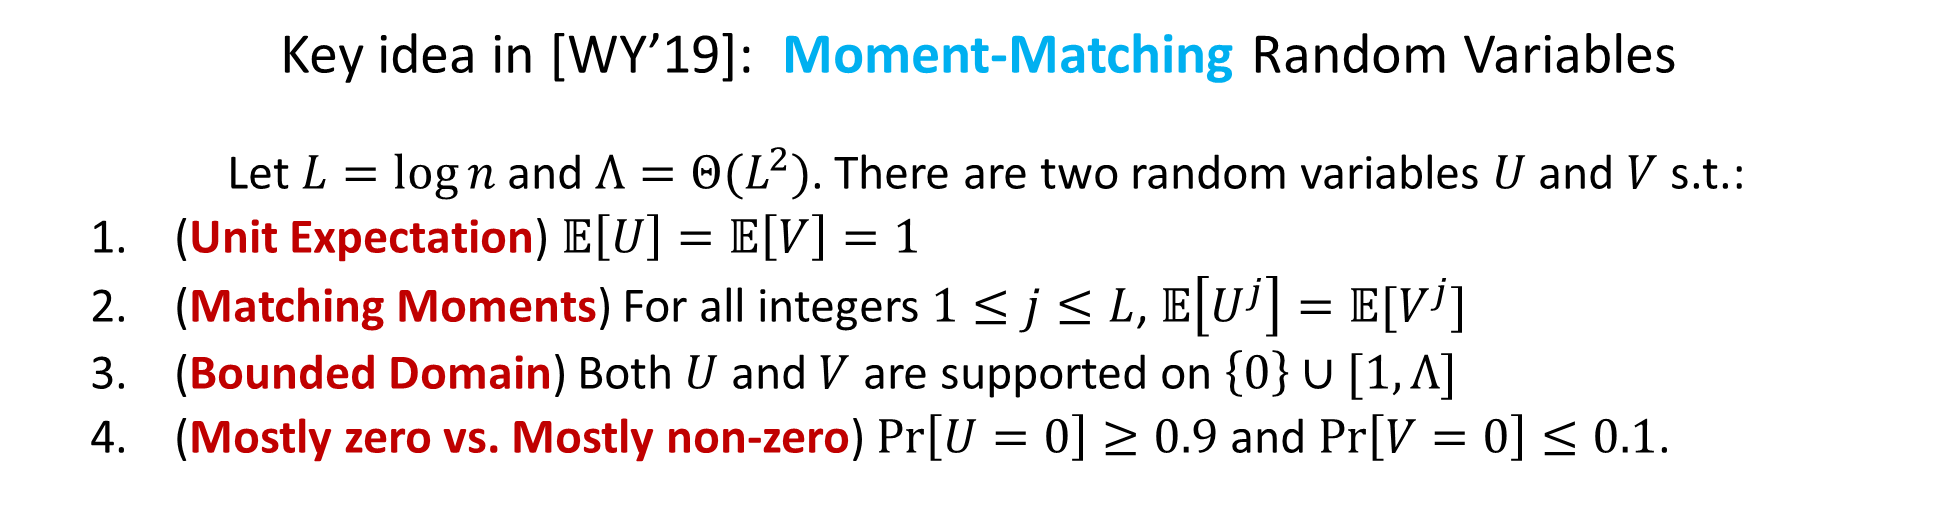 Key idea in [WY’19]: Moment-Matching Random Variables
Let L = log n and Λ = Θ(L²). There are two random variables U and V s.t.:
1. (Unit Expectation) 𝔼[U] = 𝔼[V] = 1
2. (Matching Moments) For all integers 1 ≤ j ≤ L, 𝔼[Uʲ] = 𝔼[Vʲ]
3. (Bounded Domain) Both U and V are supported on {0} ∪ [1, Λ]
4. (Mostly zero vs. Mostly non-zero) Pr[U = 0] ≥ 0.9 and Pr[V = 0] ≤ 0.1.